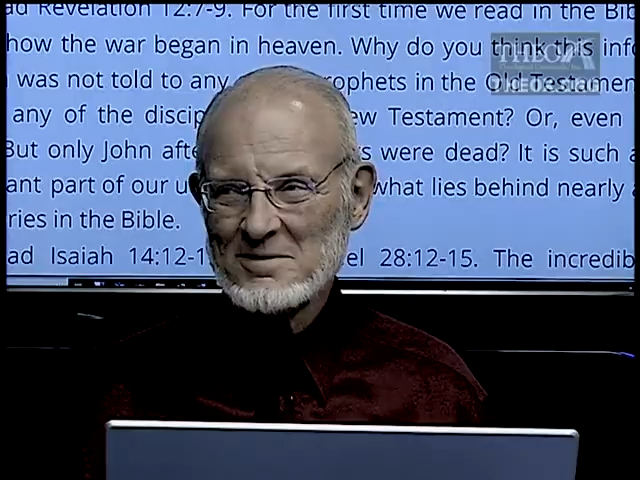 ad Revelation 12:7-9. For the first time we read in the Bib
how the war began in heaven. Why do you think this info
was not told to any prophets in the Old Testament
any of the discip ew Testament? Or, even
But only John afte s were dead? It is such a
ant part of our u what lies behind nearly
ries in the Bible.
ad Isaiah 14:12-1 el 28:12-15. The incredib